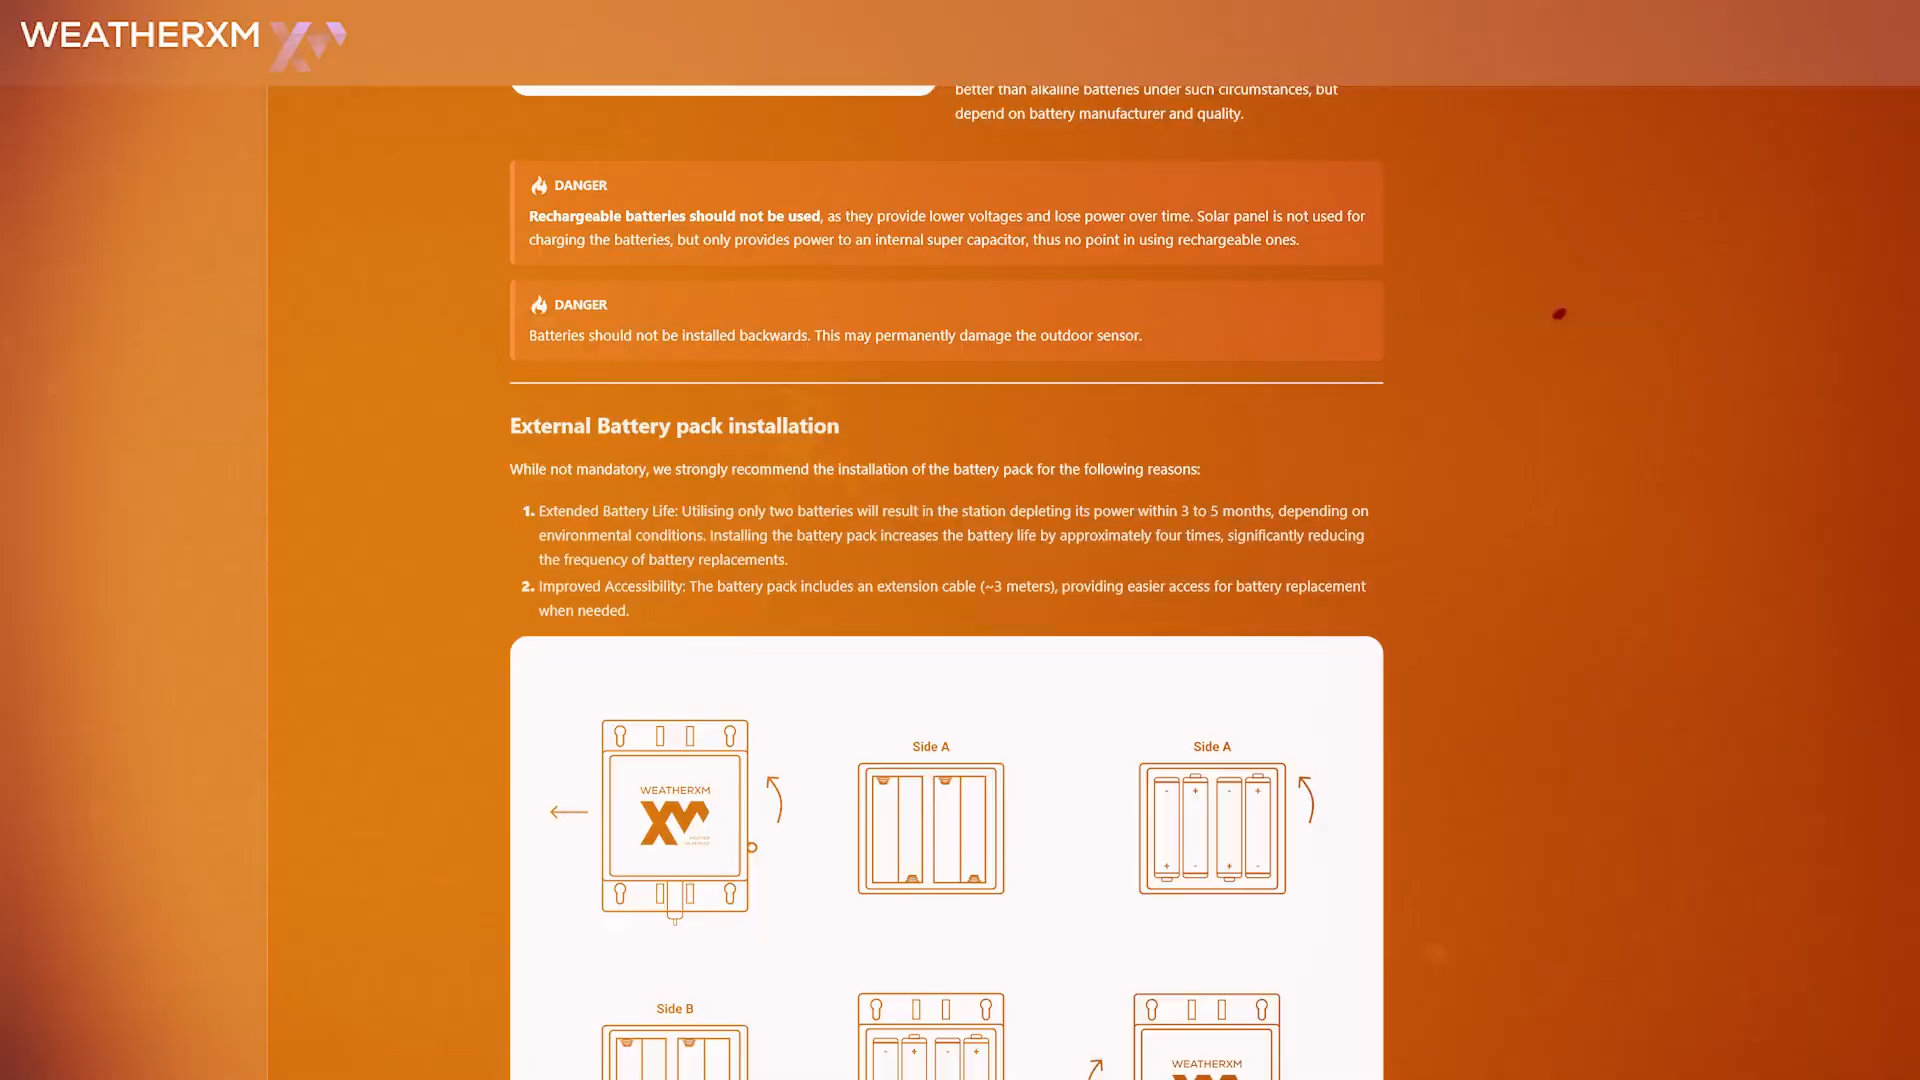 WEATHERXM
better than alkaline batteries under such circumstances, but
depend on battery manufacturer and quality.
DANGER
Rechargeable batteries should not be used, as they provide lower voltages and lose power over time. Solar panel is not used for
charging the batteries, but only provides power to an internal super capacitor, thus no point in using rechargeable ones.
DANGER
Batteries should not be installed backwards. This may permanently damage the outdoor sensor.
External Battery pack installation
While not mandatory, we strongly recommend the installation of the battery pack for the following reasons:
1. Extended Battery Life: Utilising only two batteries will result in the station depleting its power within 3 to 5 months, depending on
environmental conditions. Installing the battery pack increases the battery life by approximately four times, significantly reducing
the frequency of battery replacements.
2. Improved Accessibility: The battery pack includes an extension cable (~3 meters), providing easier access for battery replacement
when needed.
Side A
Side A
WEATHERXM
XM
- + - +
+ - + -
Side B
- + - +
WEATHERXM